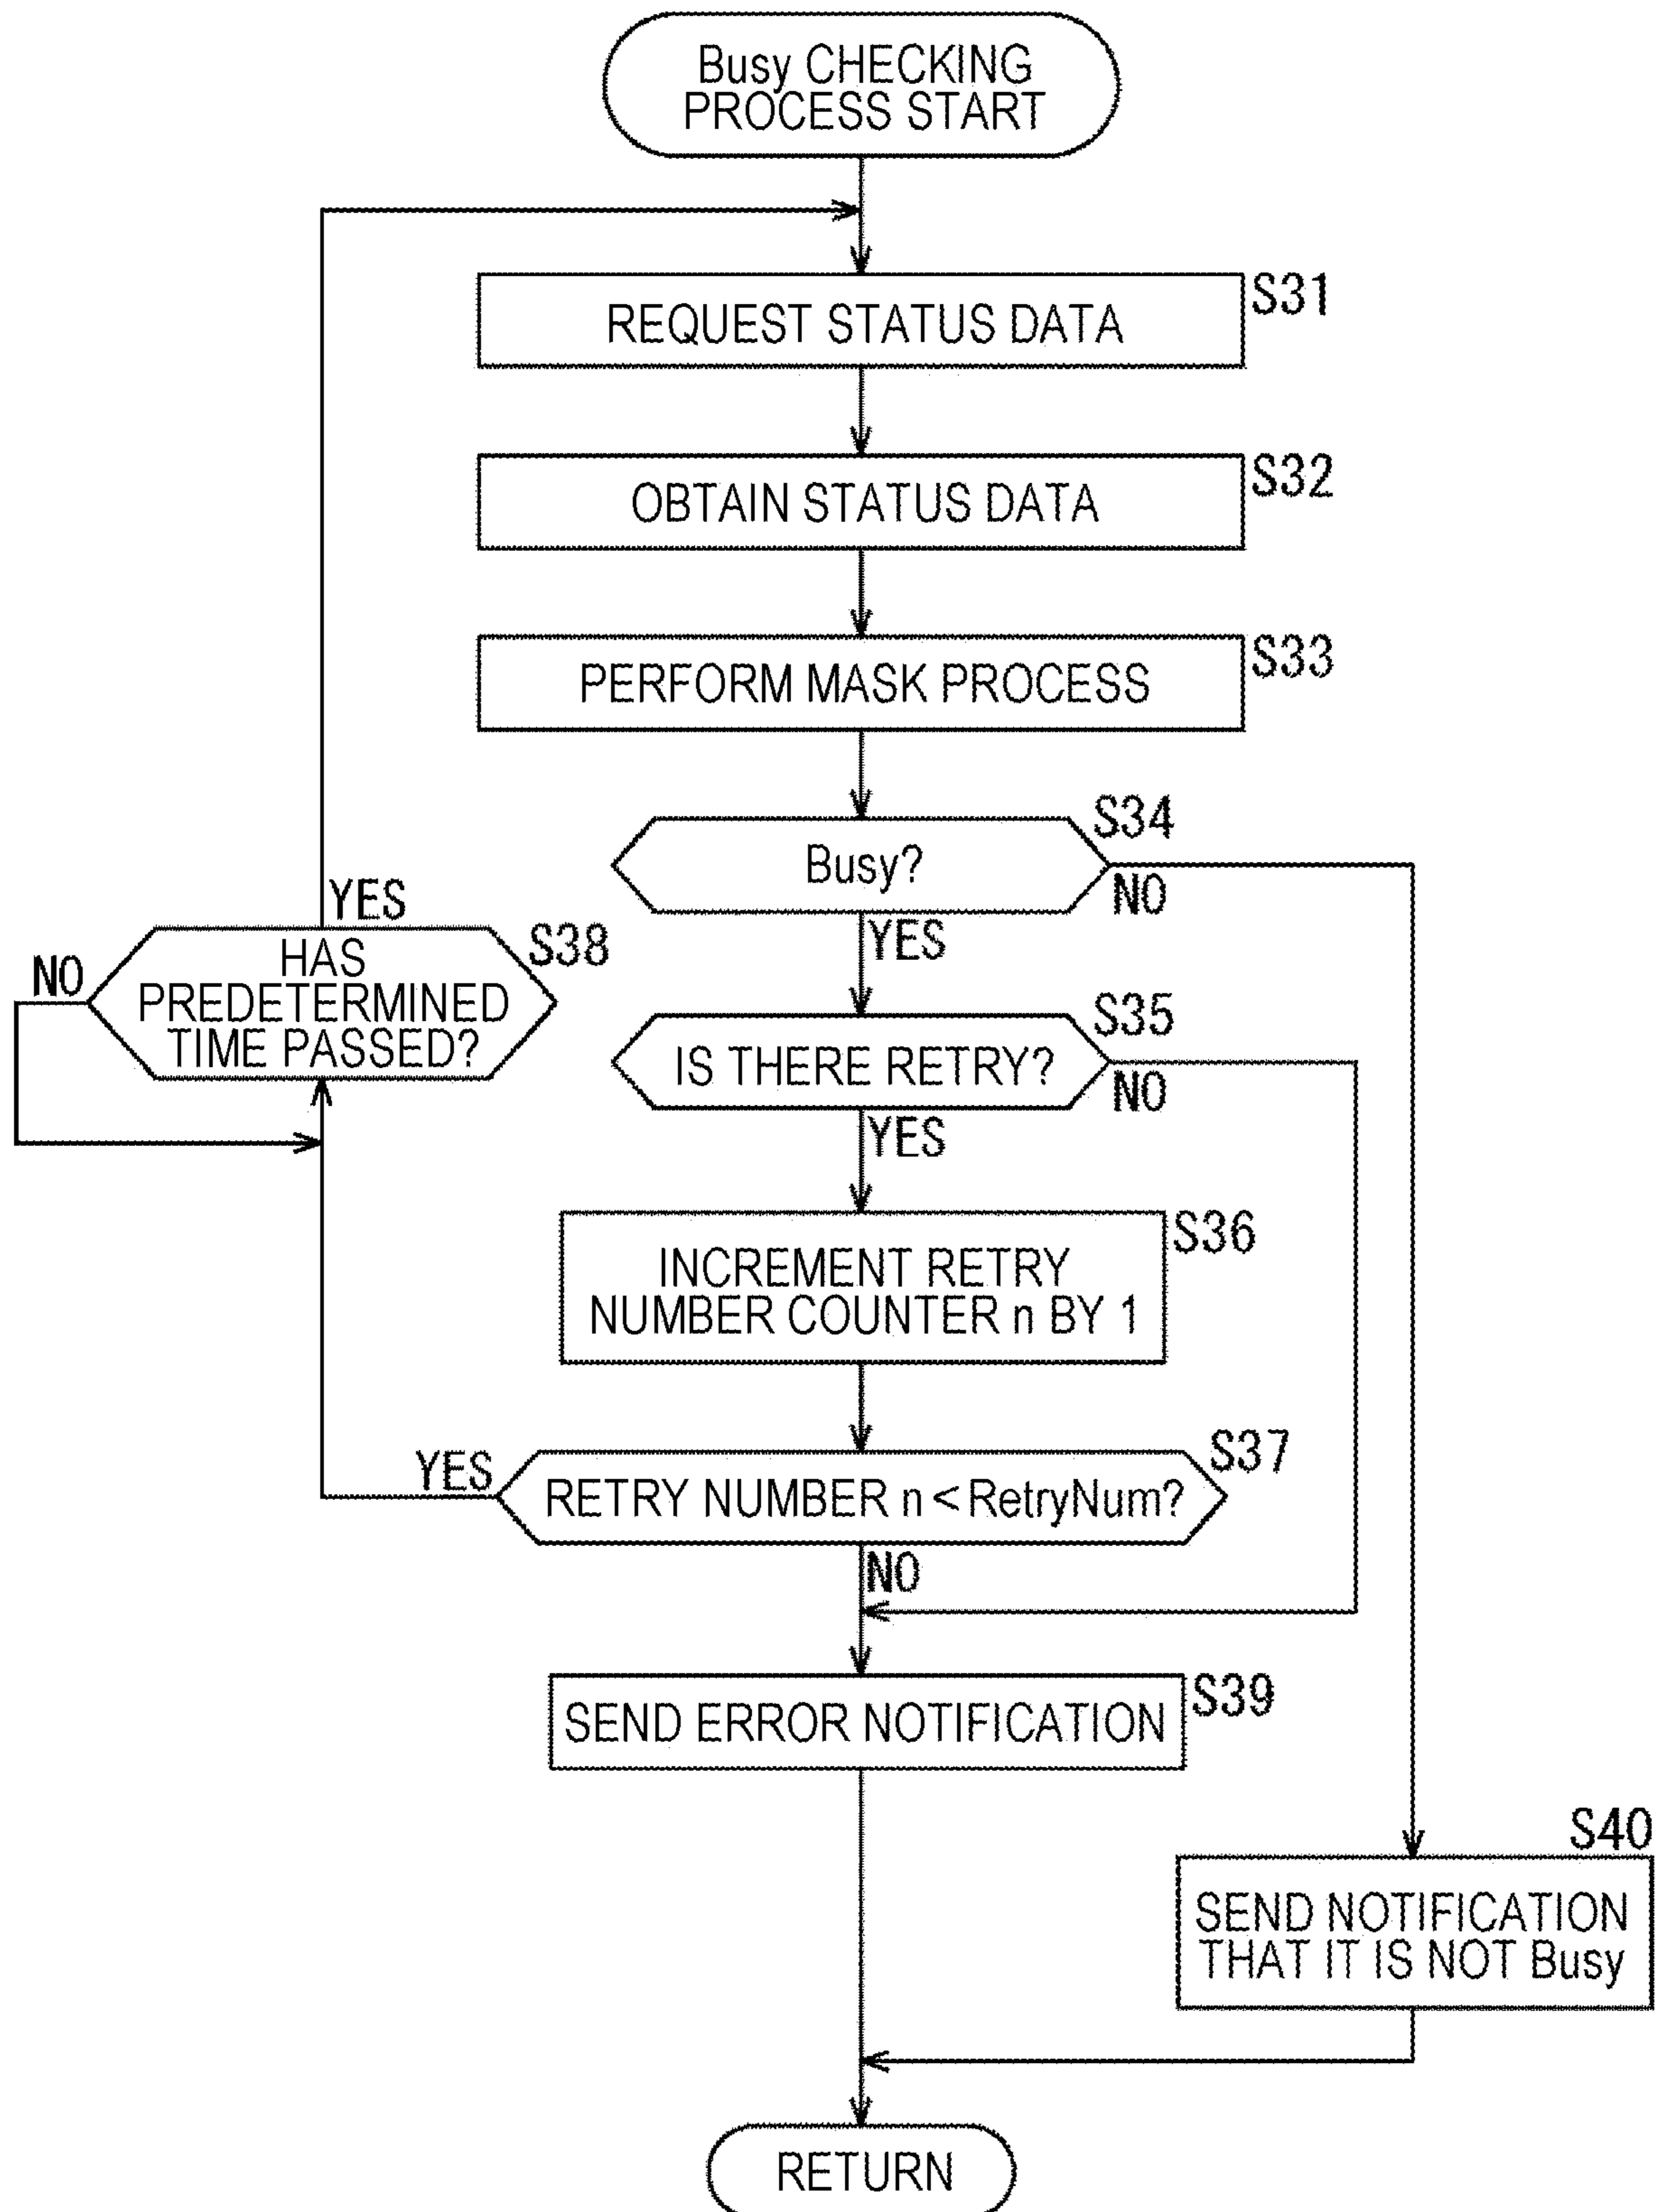 Busy CHECKING
PROCESS START
REQUEST STATUS DATA
S31
OBTAIN STATUS DATA
S32
PERFORM MASK PROCESS
S33
Busy?
S34
NO
YES
YES
HAS
PREDETERMINED
TIME PASSED?
S38
NO
IS THERE RETRY?
S35
NO
YES
INCREMENT RETRY
NUMBER COUNTER n BY 1
S36
RETRY NUMBER n < RetryNum?
S37
YES
NO
SEND ERROR NOTIFICATION
S39
S40
SEND NOTIFICATION
THAT IT IS NOT Busy
RETURN